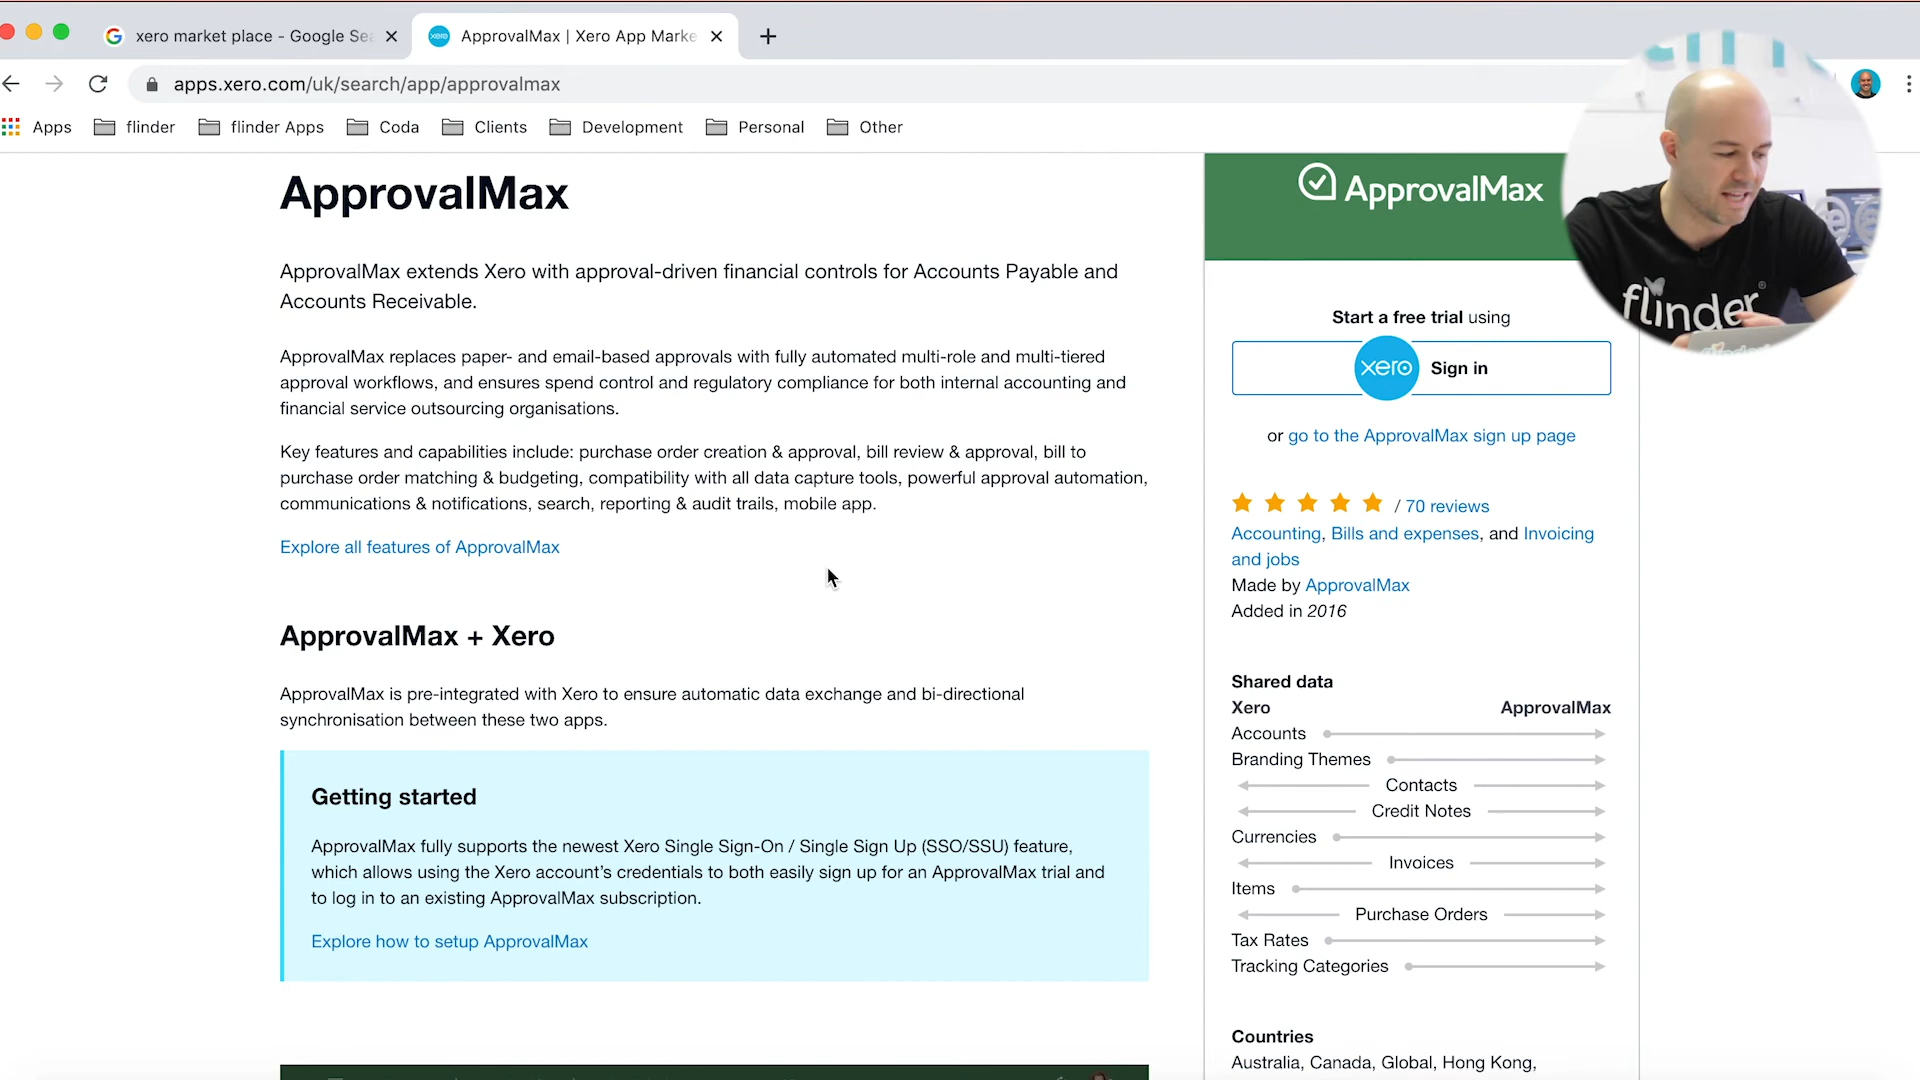 xero market place - Google Sea
xero
ApprovalMax | Xero App Marke
apps.xero.com/uk/search/app/approvalmax
Apps
flinder
flinder Apps
Coda
Clients
Development
Personal
Other
ApprovalMax
ApprovalMax extends Xero with approval-driven financial controls for Accounts Payable and
Accounts Receivable.
ApprovalMax replaces paper- and email-based approvals with fully automated multi-role and multi-tiered
approval workflows, and ensures spend control and regulatory compliance for both internal accounting and
financial service outsourcing organisations.
Key features and capabilities include: purchase order creation & approval, bill review & approval, bill to
purchase order matching & budgeting, compatibility with all data capture tools, powerful approval automation,
communications & notifications, search, reporting & audit trails, mobile app.
Explore all features of ApprovalMax
ApprovalMax + Xero
ApprovalMax is pre-integrated with Xero to ensure automatic data exchange and bi-directional
synchronisation between these two apps.
Getting started
ApprovalMax fully supports the newest Xero Single Sign-On / Single Sign Up (SSO/SSU) feature,
which allows using the Xero account's credentials to both easily sign up for an ApprovalMax trial and
to log in to an existing ApprovalMax subscription.
Explore how to setup ApprovalMax
ApprovalMax
flinder®
Start a free trial using
xero Sign in
or go to the ApprovalMax sign up page
/ 70 reviews
Accounting, Bills and expenses, and Invoicing
and jobs
Made by ApprovalMax
Added in 2016
Shared data
Xero ApprovalMax
Accounts
Branding Themes
Contacts
Credit Notes
Currencies
Invoices
Items
Purchase Orders
Tax Rates
Tracking Categories
Countries
Australia, Canada, Global, Hong Kong,